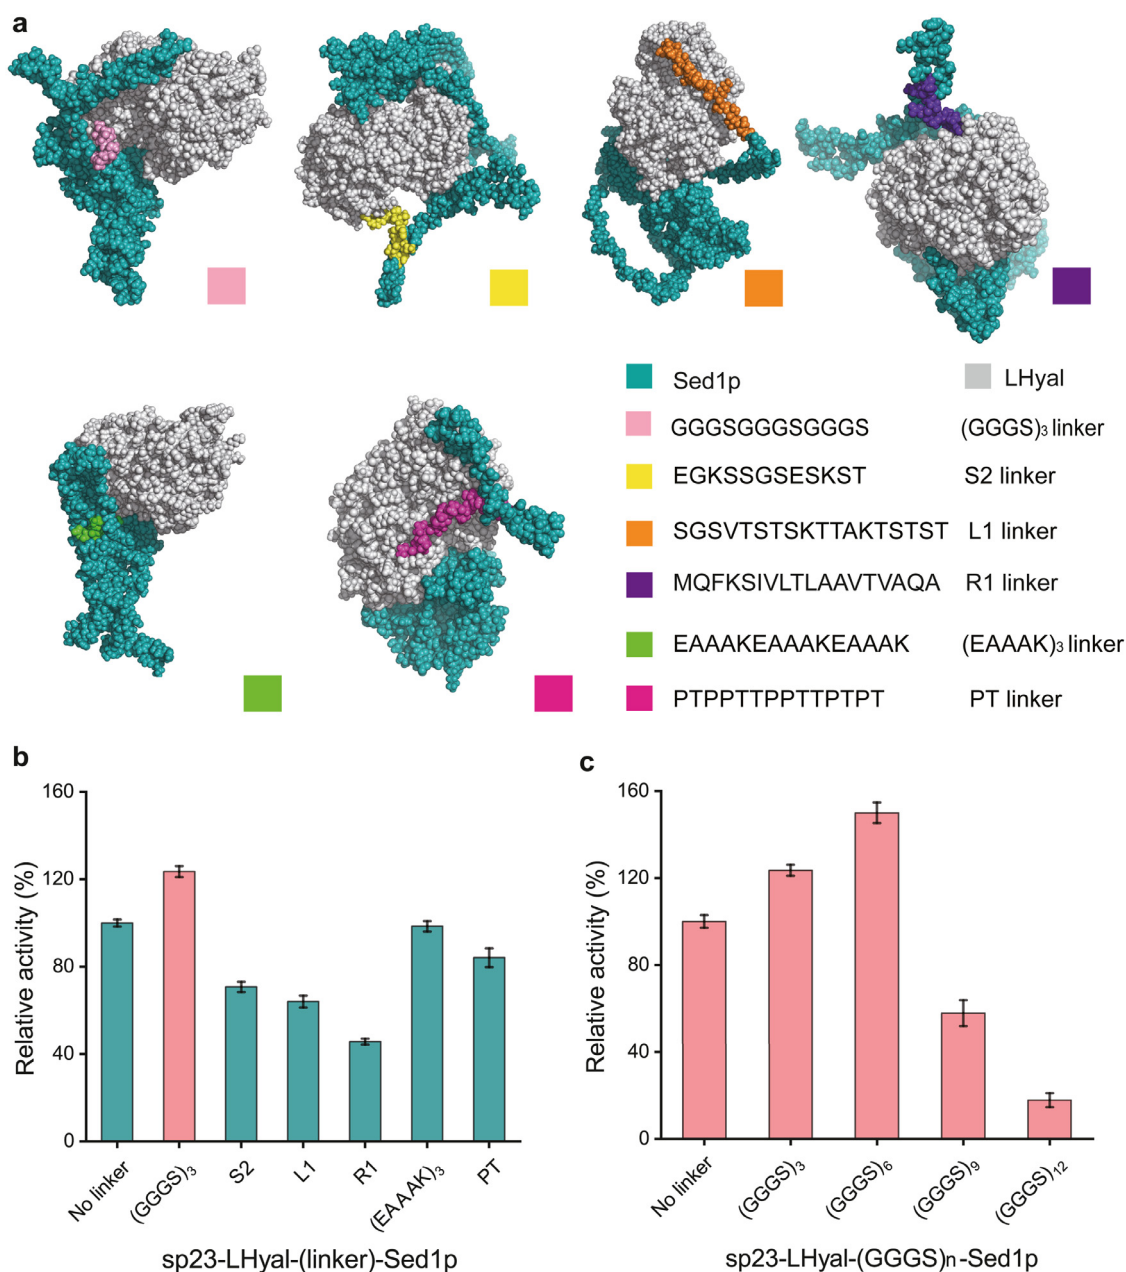 a
Sed1p LHyal
GGGSGGGSGGGS (GGGS)₃ linker
EGKSSGSESKST S2 linker
SGSVTSTSKTTAKTSTST L1 linker
MQFKSIVLTLAAVTVAQA R1 linker
EAAAKEAAAKEAAAK (EAAAK)₃ linker
PTPPTTPPTTPTPT PT linker
b
Relative activity (%)
160
120
80
40
0
No linker (GGGS)₃ S2 L1 R1 (EAAAK)₃ PT
sp23-LHyal-(linker)-Sed1p
c
Relative activity (%)
160
120
80
40
0
No linker (GGGS)₃ (GGGS)₆ (GGGS)₉ (GGGS)₁₂
sp23-LHyal-(GGGS)n-Sed1p